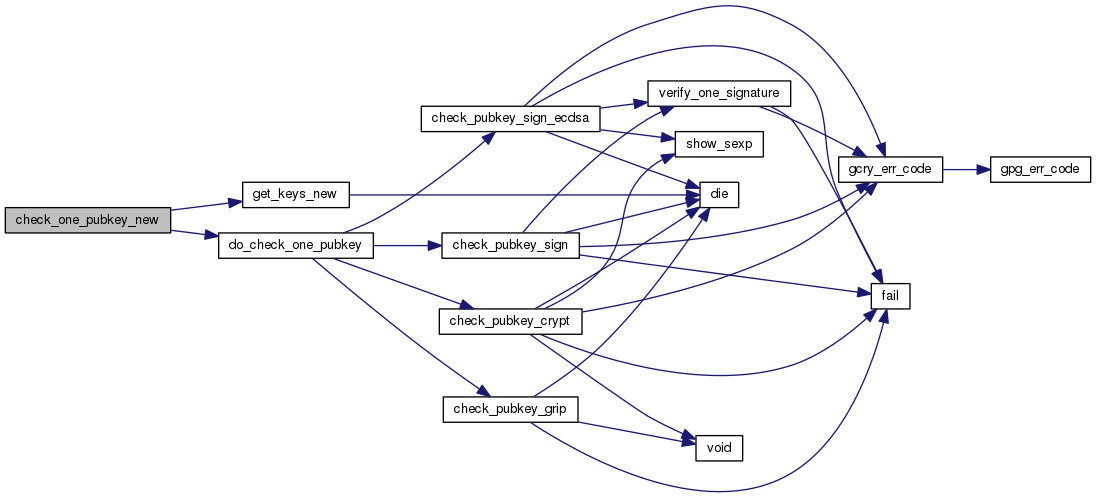 check_one_pubkey_new
get_keys_new
do_check_one_pubkey
check_pubkey_sign_ecdsa
check_pubkey_sign
check_pubkey_crypt
check_pubkey_grip
verify_one_signature
show_sexp
die
void
gcry_err_code
fail
gpg_err_code